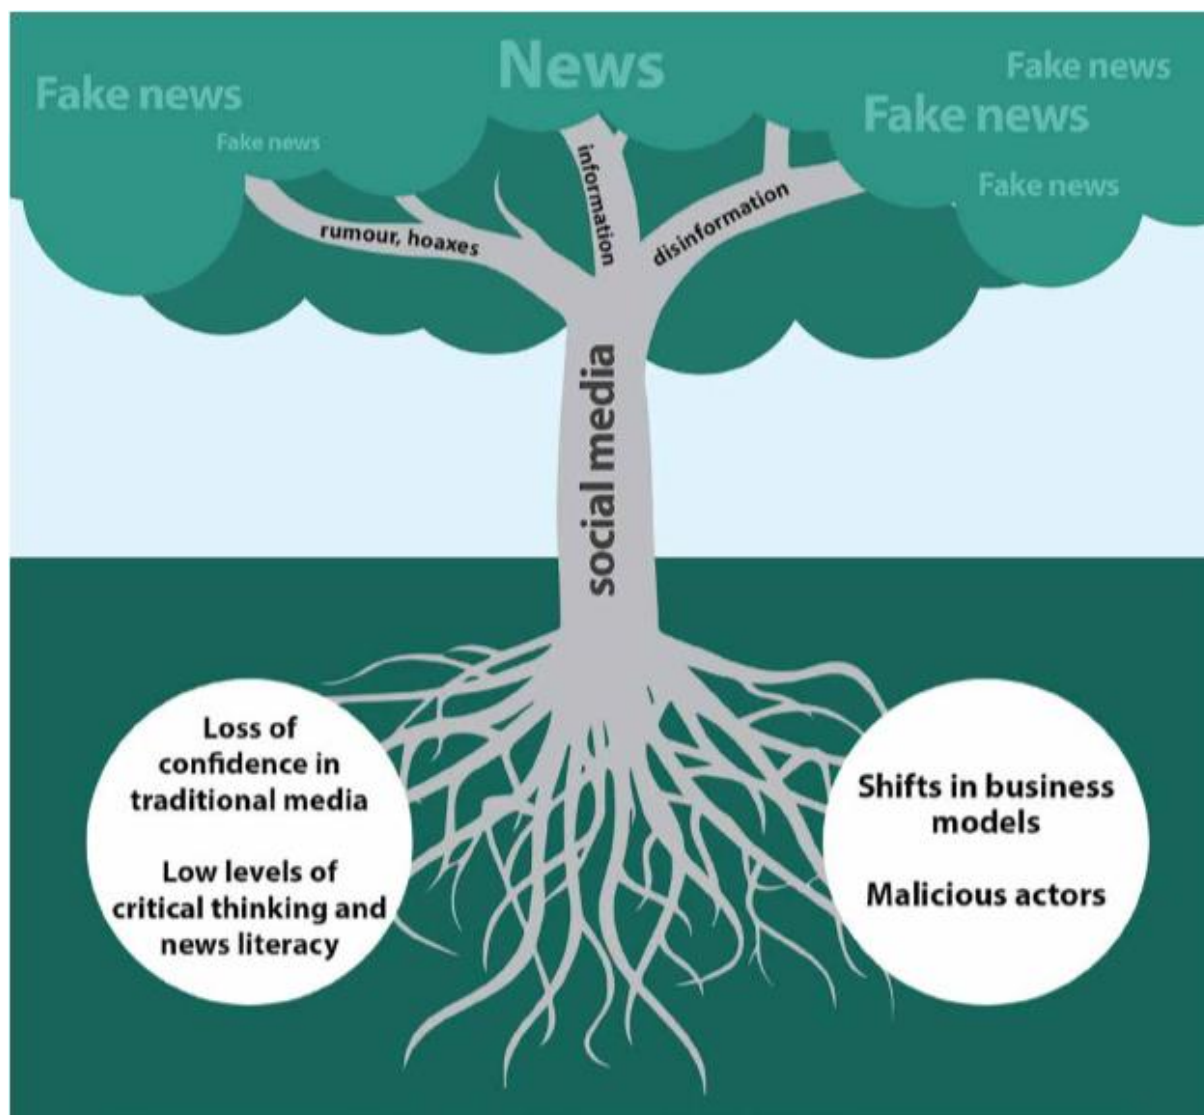 News
Fake news
Fake news
Fake news
Fake news
Fake news
rumour, hoaxes
information
disinformation
social media
Loss of
confidence in
traditional media
Low levels of
critical thinking and
news literacy
Shifts in business
models
Malicious actors